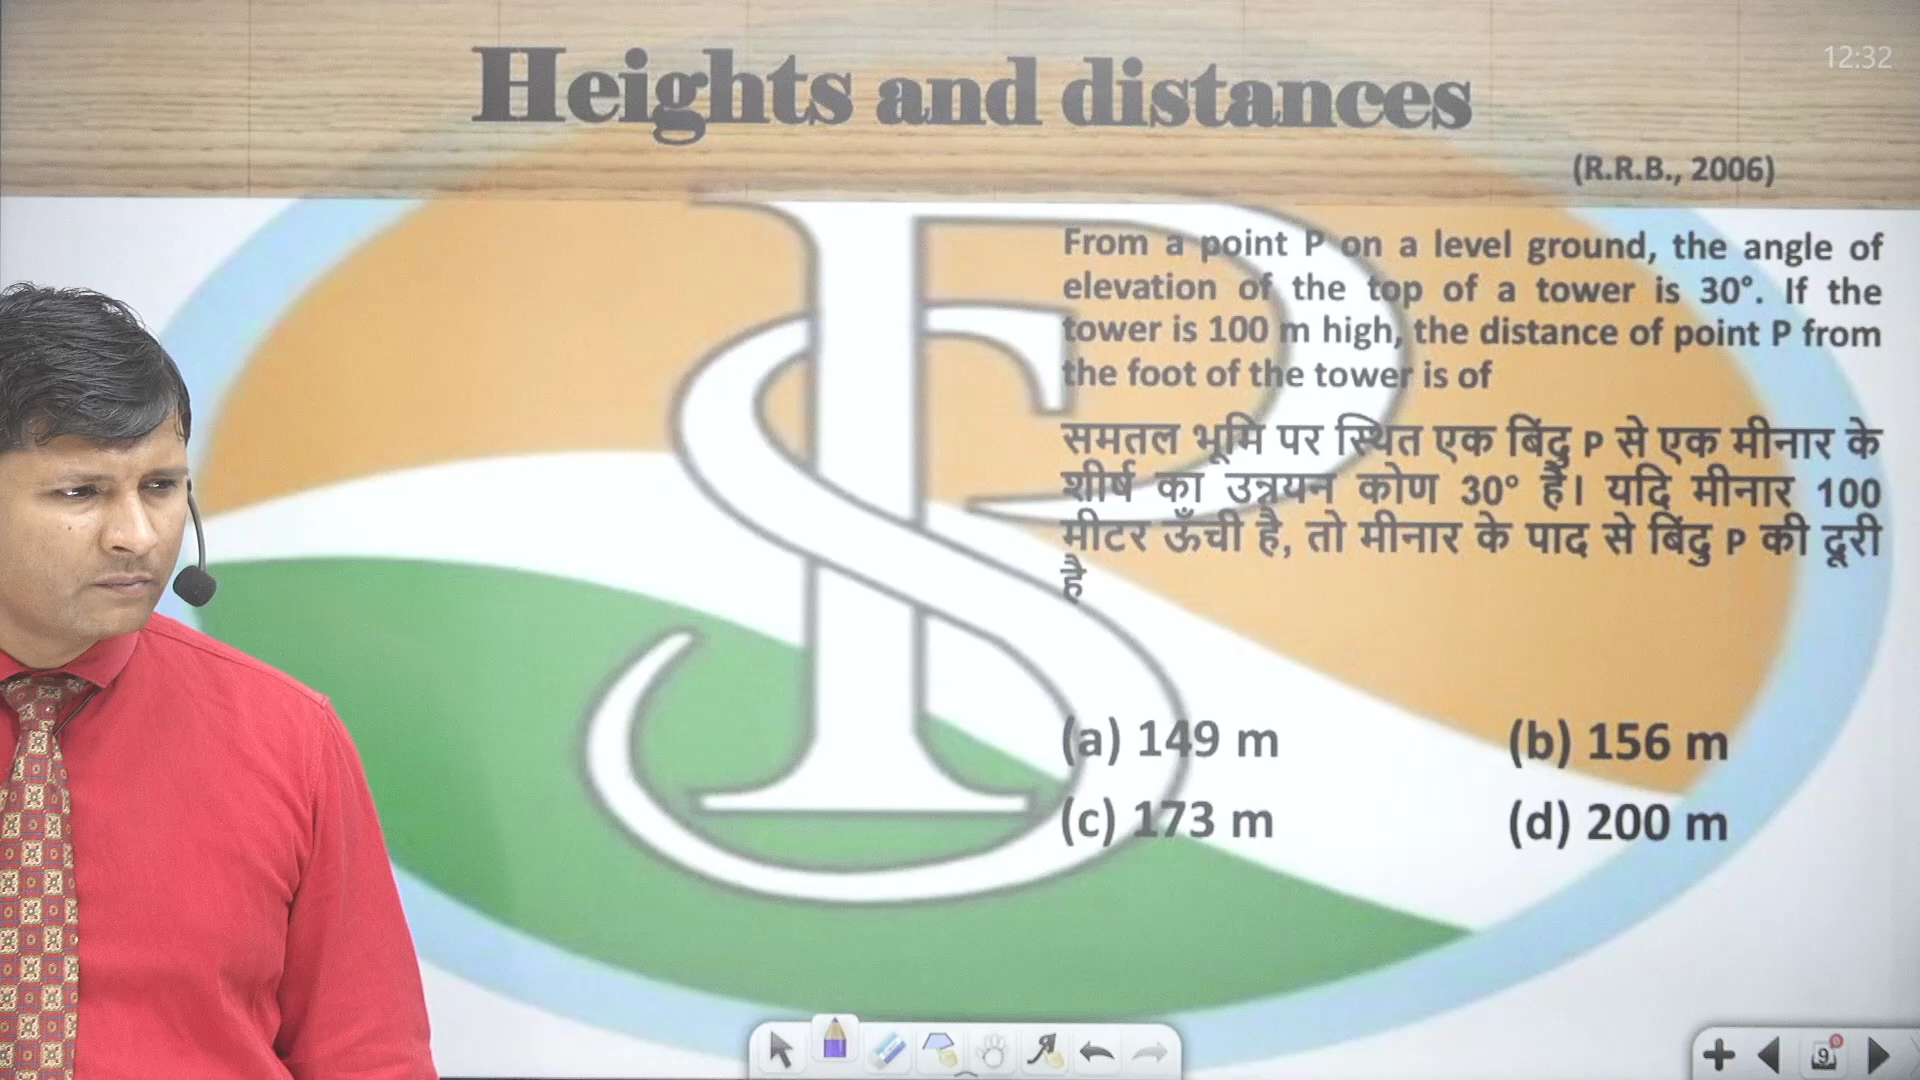 Heights and distances
12:32
(R.R.B., 2006)
From a point P on a level ground, the angle of
elevation of the top of a tower is 30°. If the
tower is 100 m high, the distance of point P from
the foot of the tower is of
समतल भूमि पर स्थित एक बिंदु P से एक मीनार के
शीर्ष का उन्नयन कोण 30° है। यदि मीनार 100
मीटर ऊँची है, तो मीनार के पाद से बिंदु P की दूरी
है
(a) 149 m (b) 156 m
(c) 173 m (d) 200 m
9